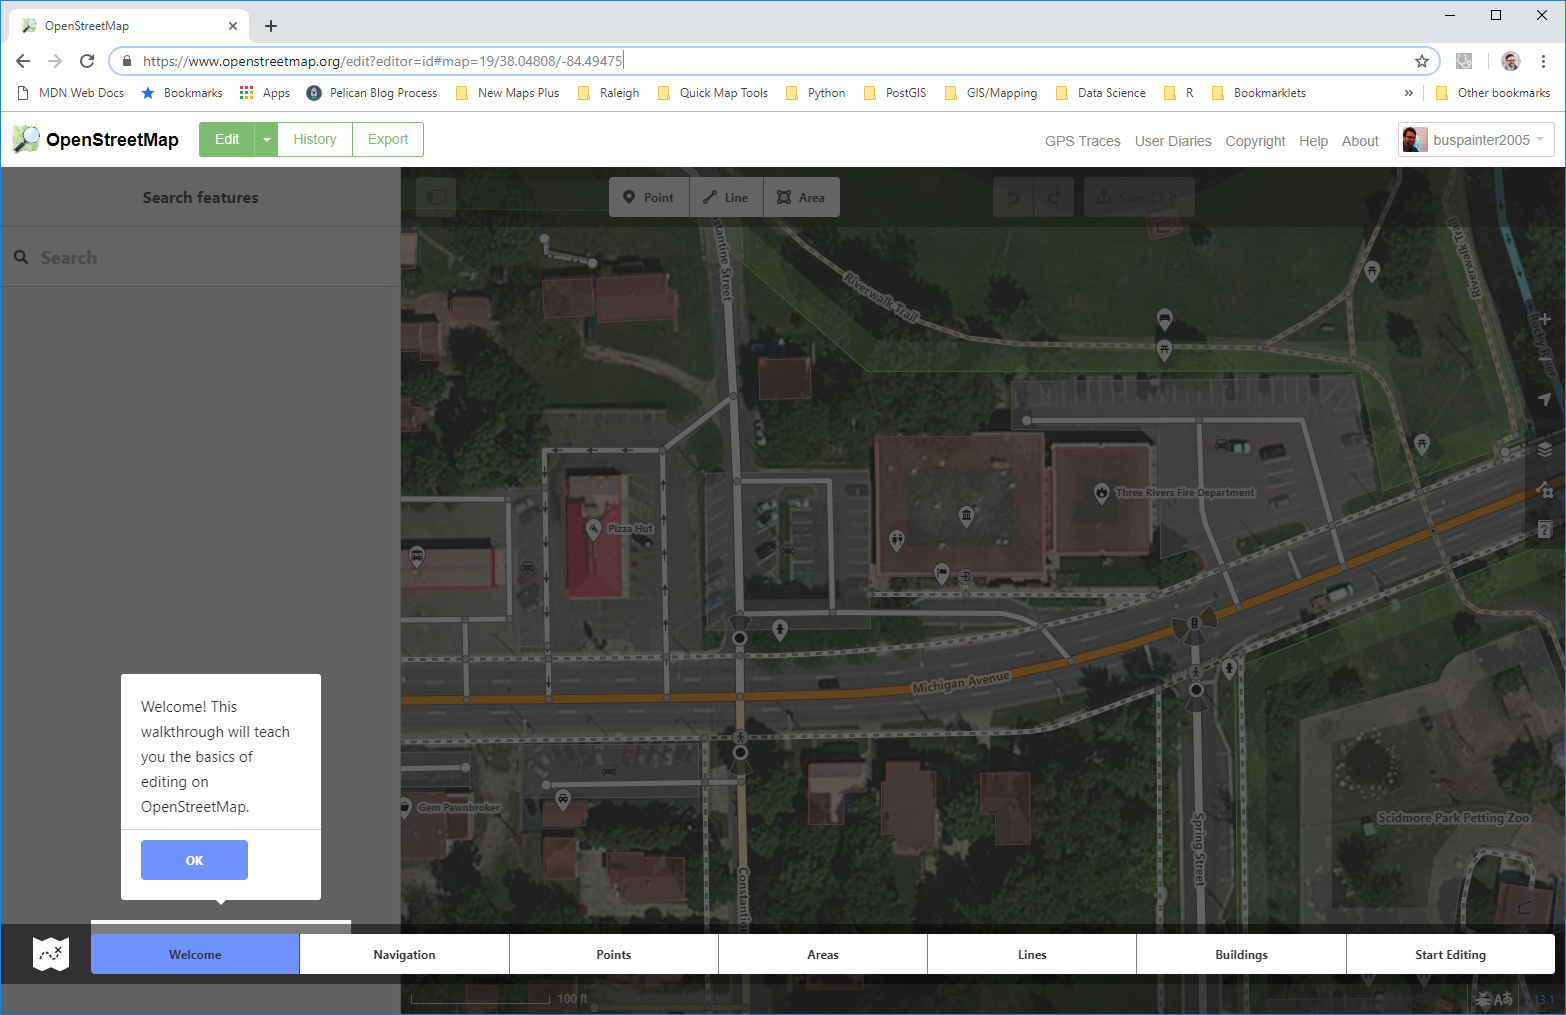 OpenStreetMap
https://www.openstreetmap.org/edit?editor=id#map=19/38.04808/-84.49475
MDN Web Docs Bookmarks Apps Pelican Blog Process New Maps Plus Raleigh Quick Map Tools Python PostGIS GIS/Mapping Data Science R Bookmarklets » Other bookmarks
OpenStreetMap Edit History Export GPS Traces User Diaries Copyright Help About buspainter2005
Search features
Point Line Area Save 0
Search
Constantine Street
Riverwalk Trail
Riverwalk Trail
Rocky River
Three Rivers Fire Department
Pizza Hut
Michigan Avenue
Welcome! This
walkthrough will teach
you the basics of
editing on
OpenStreetMap.
OK
Gem Pawnbroker
Scidmore Park Petting Zoo
Spring Street
Welcome Navigation Points Areas Lines Buildings Start Editing
100 ft
2.13.1